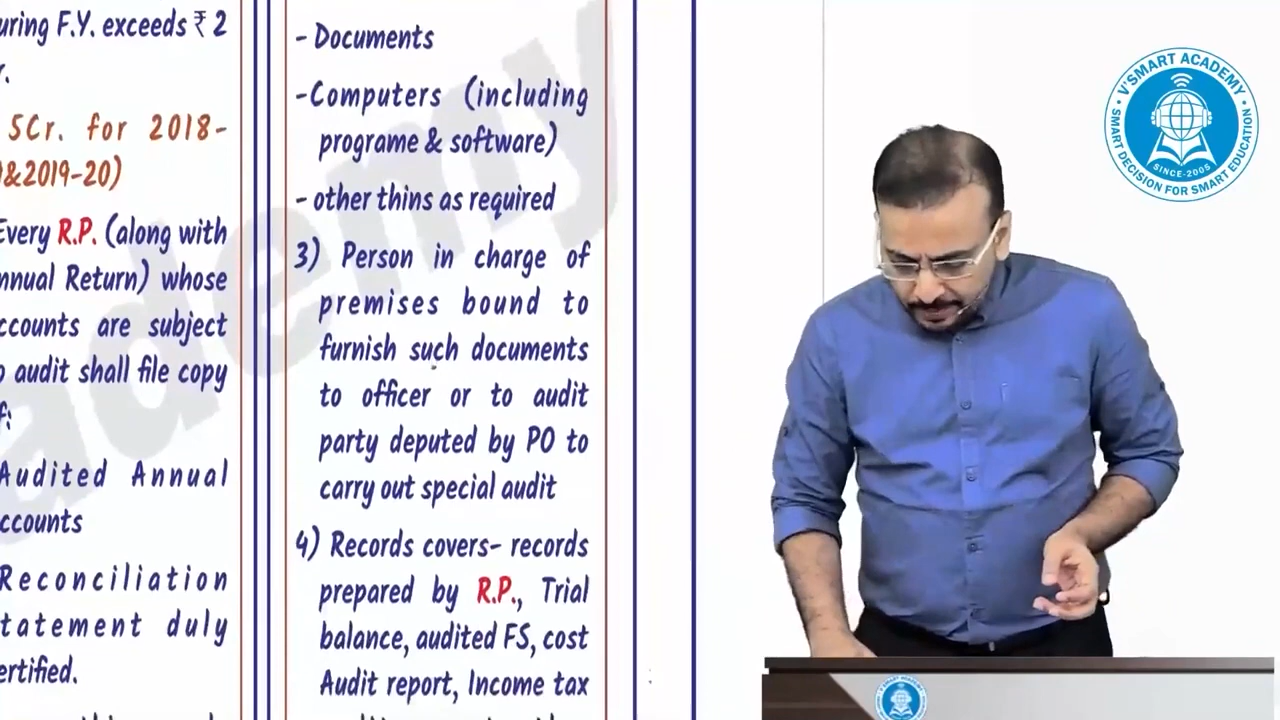 uring F.Y. exceeds ₹ 2
r.
5Cr. for 2018-
&2019-20)
Every R.P. (along with
nnual Return) whose
ccounts are subject
o audit shall file copy
f:
Audited Annual
ccounts
Reconciliation
tatement duly
ertified.
- Documents
-Computers (including
programe & software)
- other thins as required
3) Person in charge of
premises bound to
furnish such documents
to officer or to audit
party deputed by PO to
carry out special audit
4) Records covers- records
prepared by R.P., Trial
balance, audited FS, cost
Audit report, Income tax
ademy
V'SMART ACADEMY
SINCE-2005
SMART DECISION FOR SMART EDUCATION